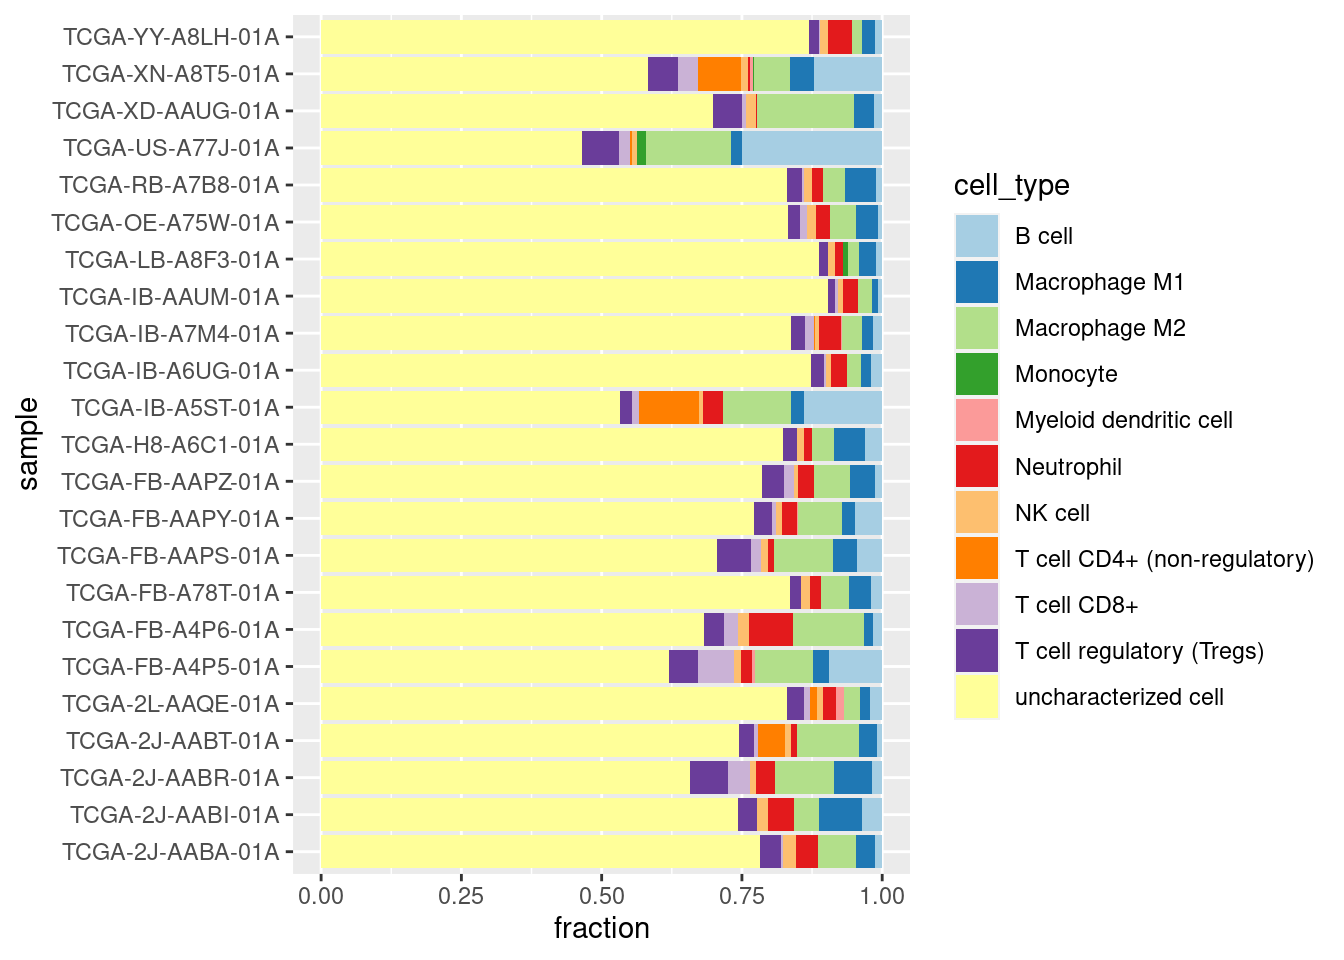 TCGA-YY-A8LH-01A
TCGA-XN-A8T5-01A
TCGA-XD-AAUG-01A
TCGA-US-A77J-01A
TCGA-RB-A7B8-01A
TCGA-OE-A75W-01A
TCGA-LB-A8F3-01A
TCGA-IB-AAUM-01A
TCGA-IB-A7M4-01A
TCGA-IB-A6UG-01A
TCGA-IB-A5ST-01A
TCGA-H8-A6C1-01A
TCGA-FB-AAPZ-01A
TCGA-FB-AAPY-01A
TCGA-FB-AAPS-01A
TCGA-FB-A78T-01A
TCGA-FB-A4P6-01A
TCGA-FB-A4P5-01A
TCGA-2L-AAQE-01A
TCGA-2J-AABT-01A
TCGA-2J-AABR-01A
TCGA-2J-AABI-01A
TCGA-2J-AABA-01A
sample
0.00 0.25 0.50 0.75 1.00
fraction
cell_type
B cell
Macrophage M1
Macrophage M2
Monocyte
Myeloid dendritic cell
Neutrophil
NK cell
T cell CD4+ (non-regulatory)
T cell CD8+
T cell regulatory (Tregs)
uncharacterized cell